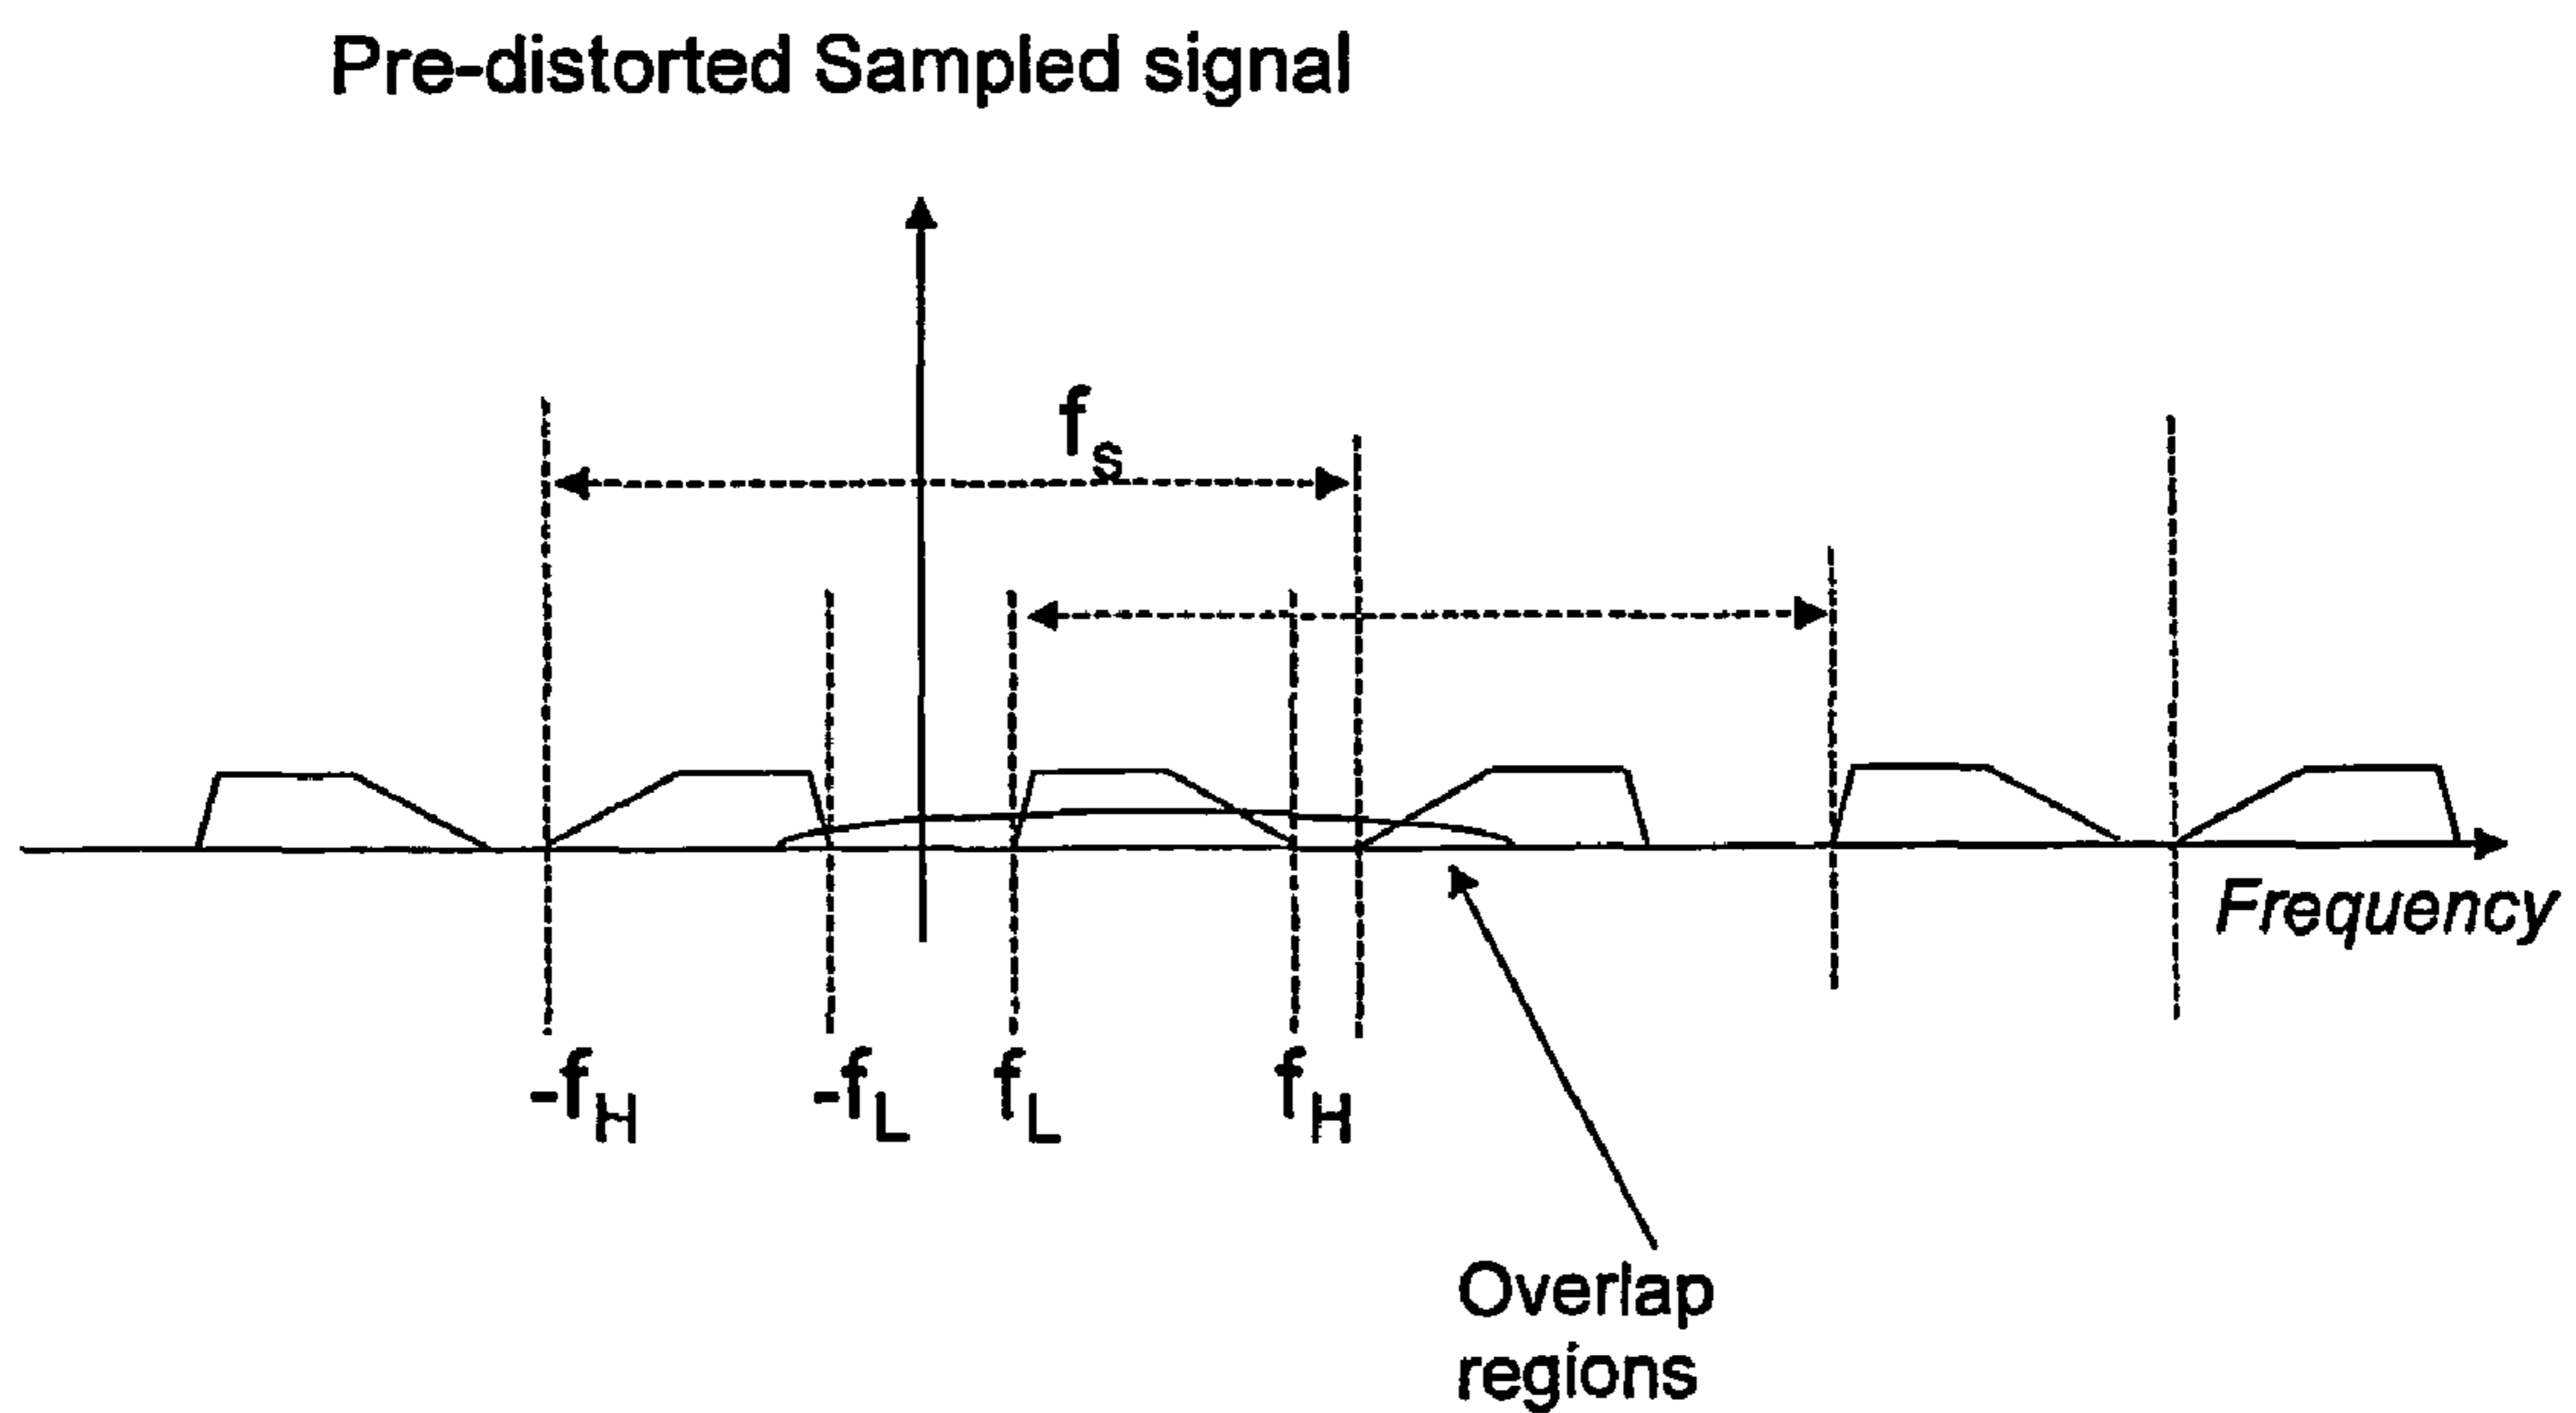 Pre-distorted Sampled signal
fs
Frequency
-fH
-fL
fL
fH
Overlap
regions